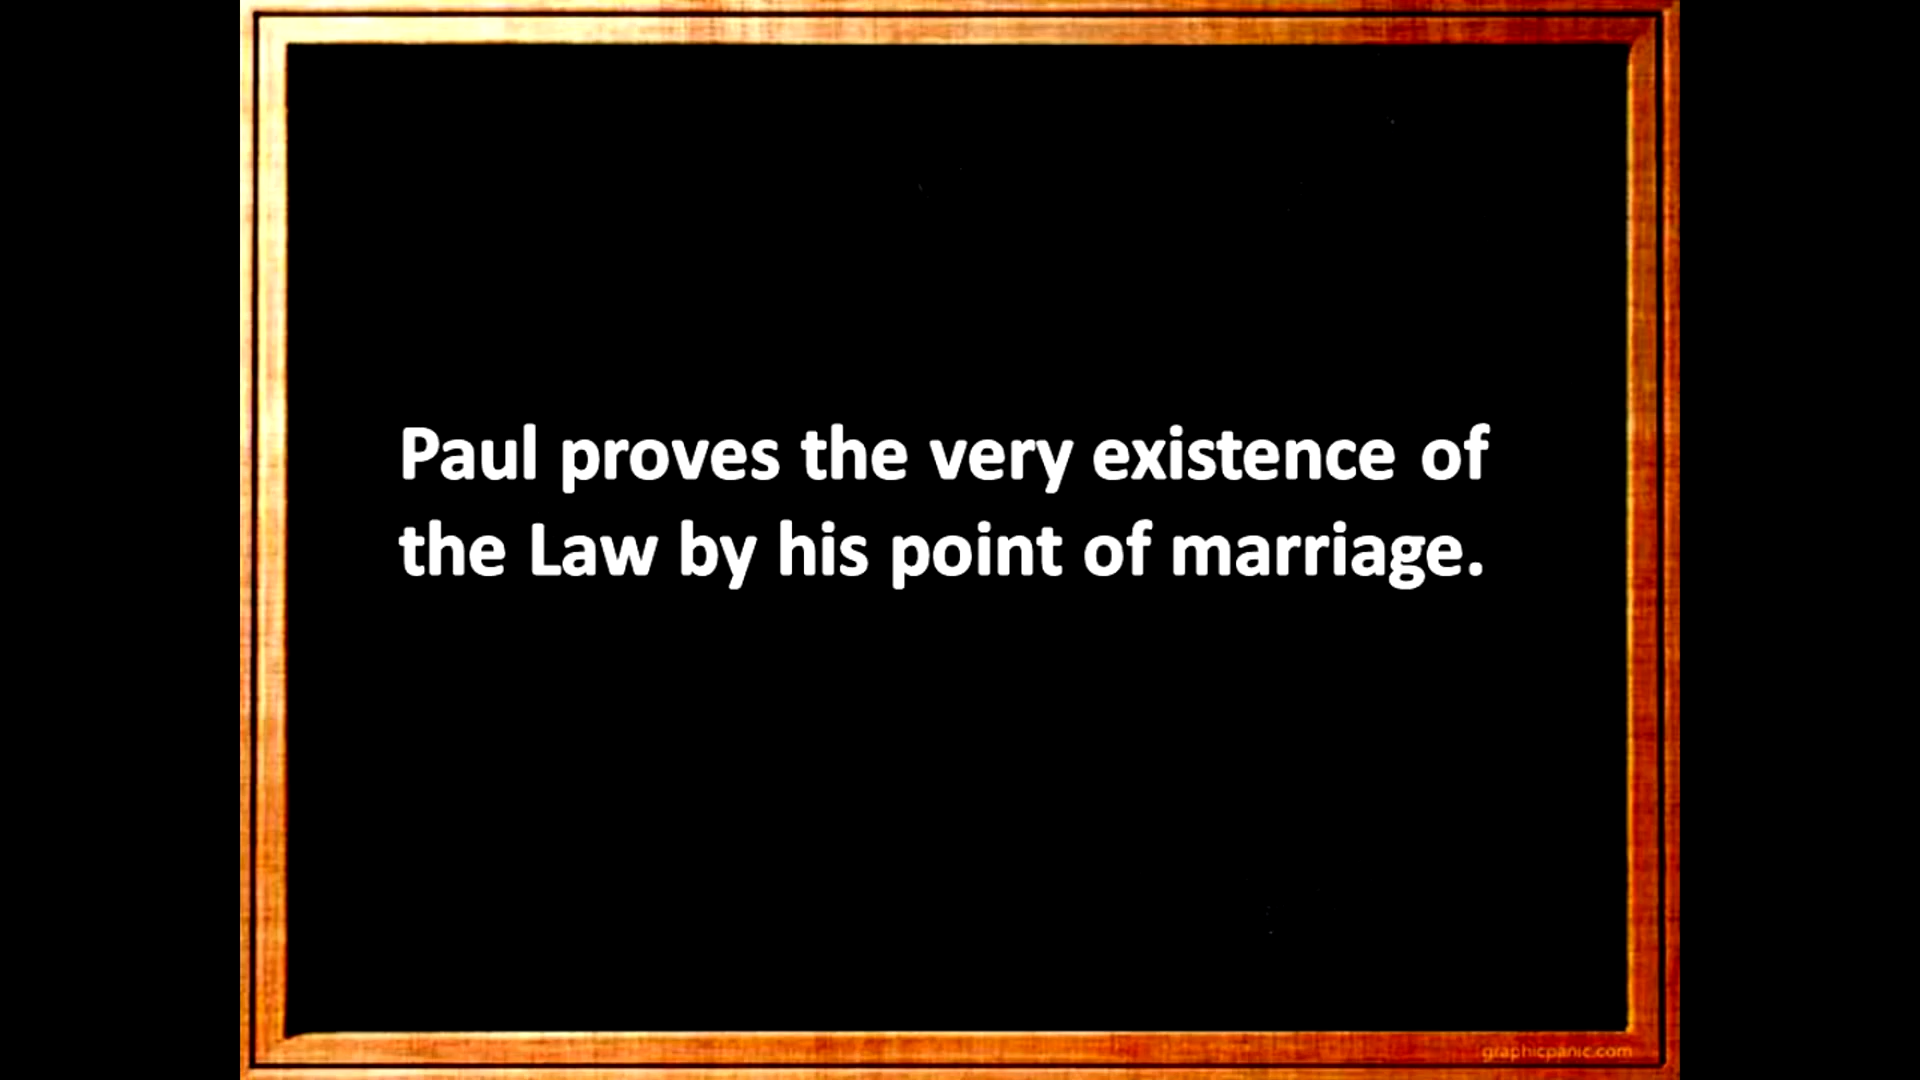 Paul proves the very existence of
the Law by his point of marriage.
graphicpanic.com